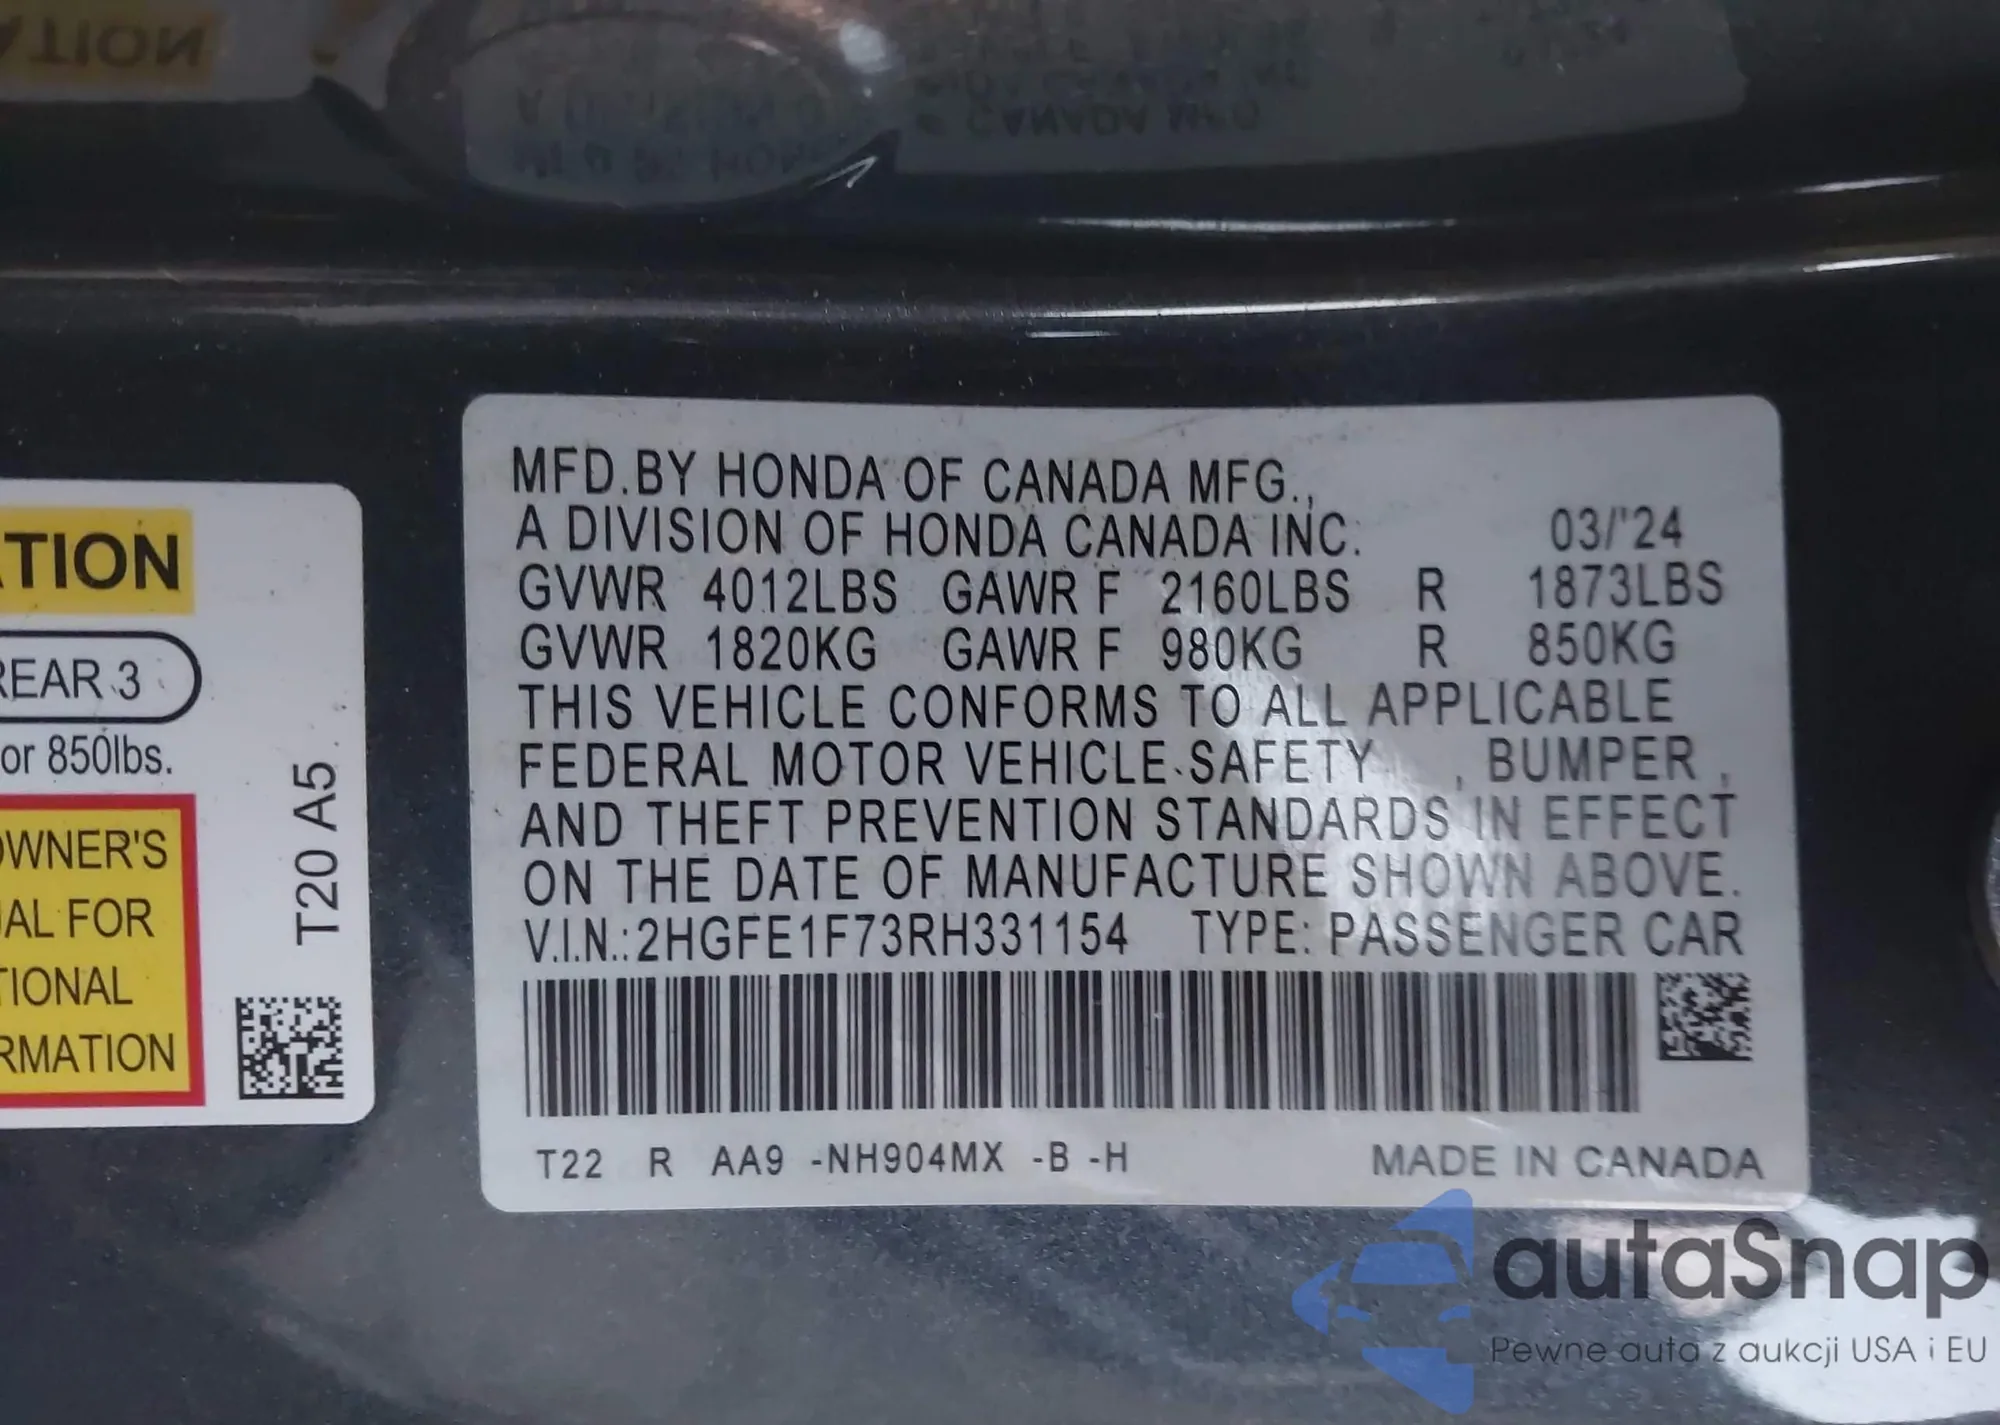 ATION
REAR 3
or 850lbs.
OWNER'S
UAL FOR
TIONAL
RMATION
T20 A5
MFD.BY HONDA OF CANADA MFG.,
A DIVISION OF HONDA CANADA INC. 03/'24
GVWR 4012LBS GAWR F 2160LBS R 1873LBS
GVWR 1820KG GAWR F 980KG R 850KG
THIS VEHICLE CONFORMS TO ALL APPLICABLE
FEDERAL MOTOR VEHICLE SAFETY , BUMPER ,
AND THEFT PREVENTION STANDARDS IN EFFECT
ON THE DATE OF MANUFACTURE SHOWN ABOVE.
V.I.N.:2HGFE1F73RH331154 TYPE: PASSENGER CAR
T22 R AA9 -NH904MX -B -H MADE IN CANADA
autaSnap
Pewne auta z aukcji USA i EU